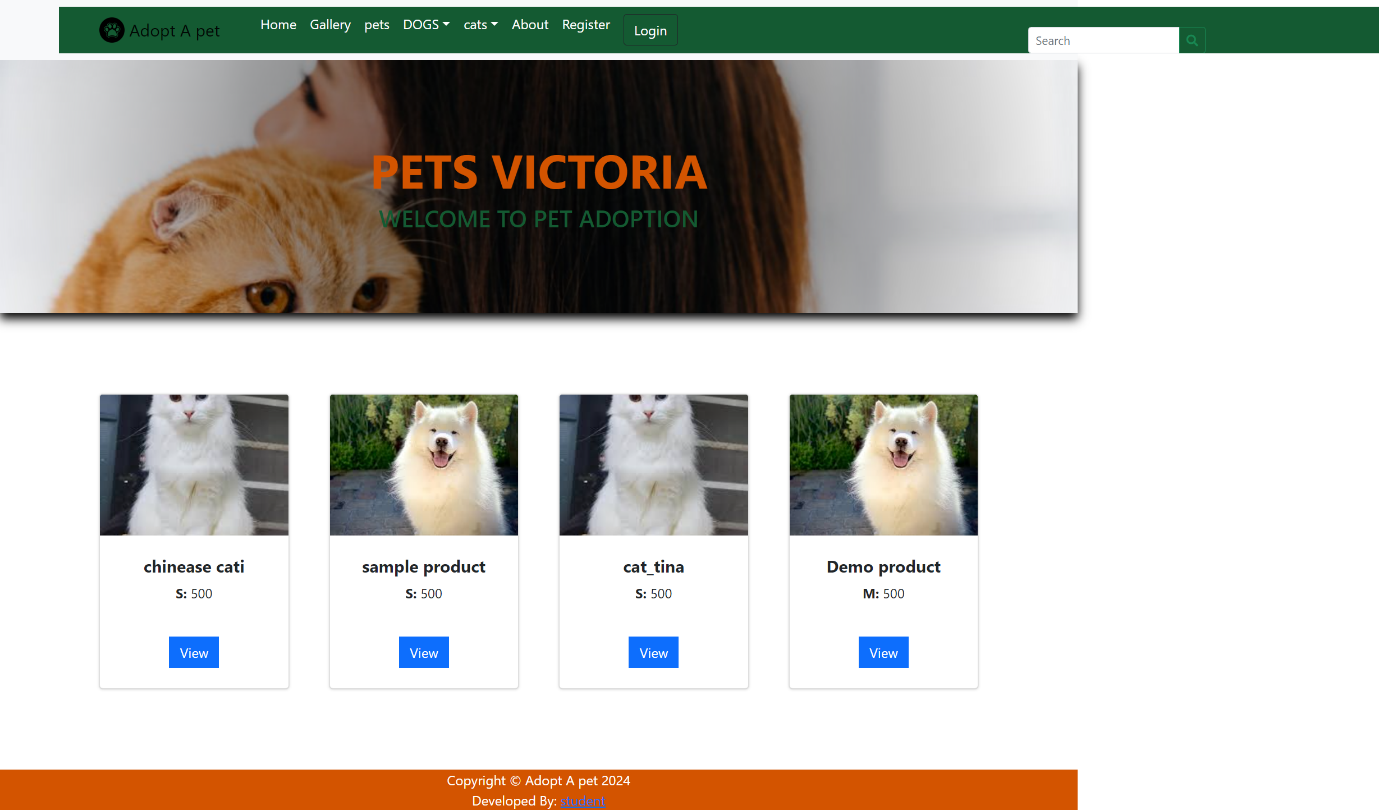 Adopt A pet Home Gallery pets DOGS cats About Register Login Search
PETS VICTORIA
WELCOME TO PET ADOPTION
chinease cati sample product cat_tina Demo product
S: 500 S: 500 S: 500 M: 500
View View View View
Copyright © Adopt A pet 2024
Developed By: student